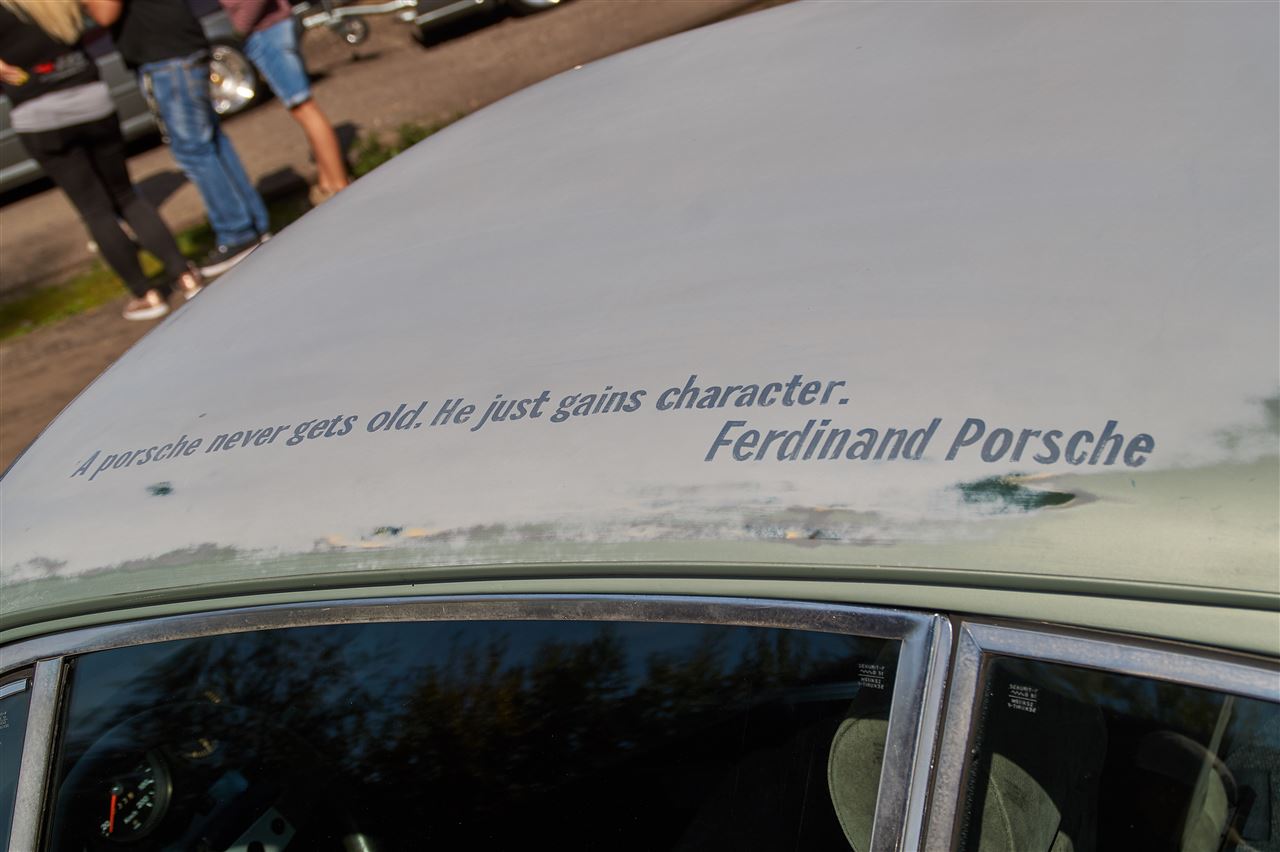 A porsche never gets old. He just gains character.
Ferdinand Porsche